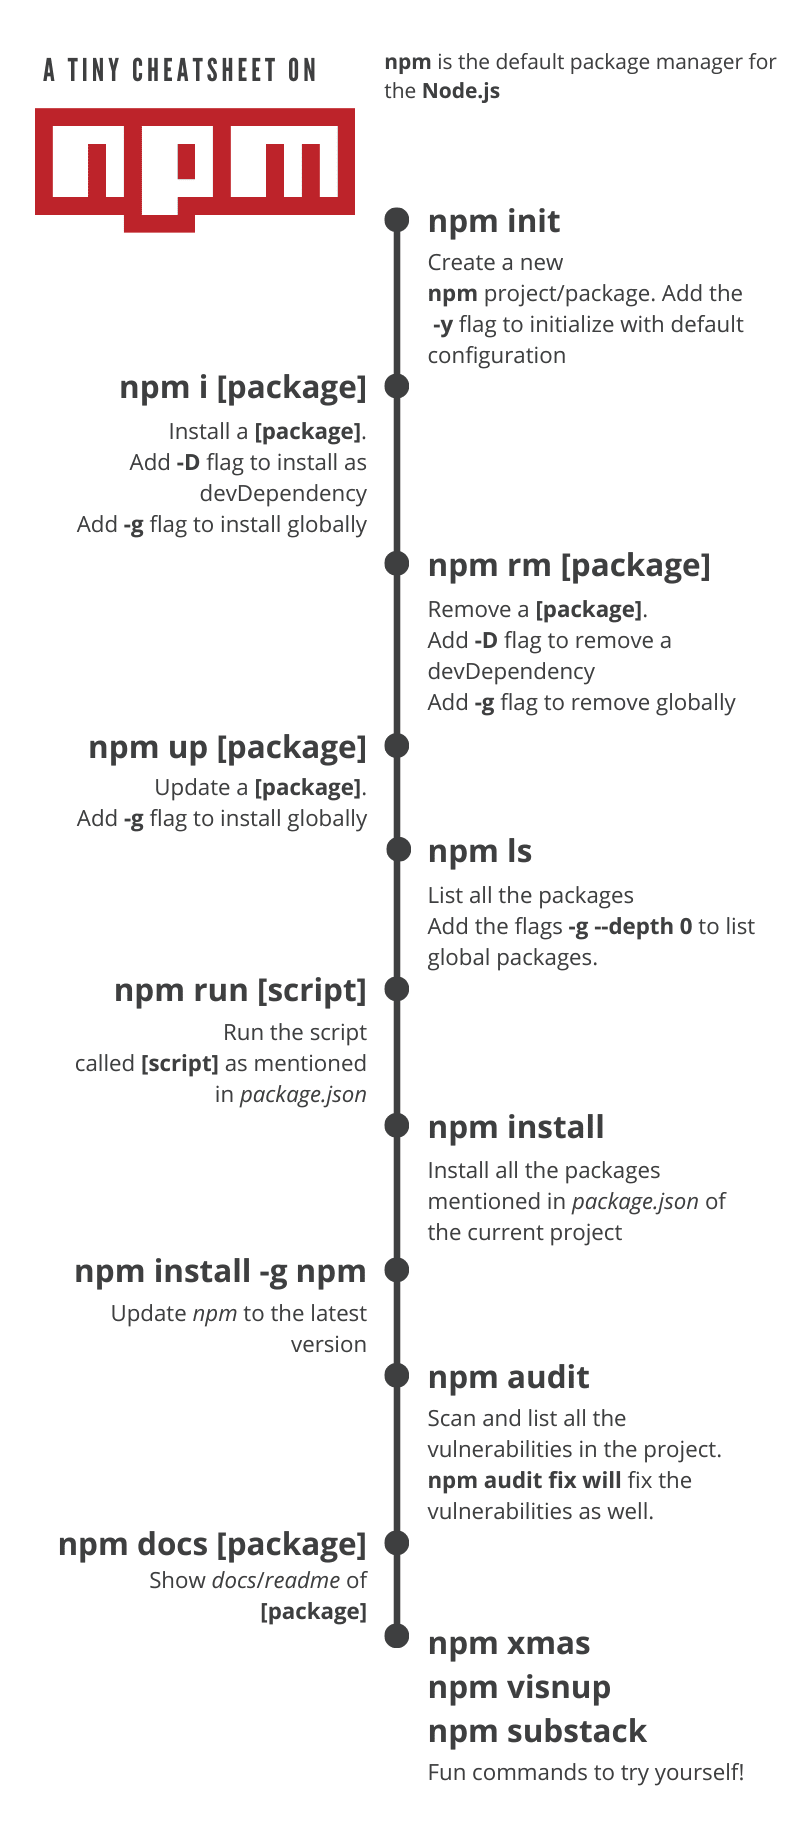 A TINY CHEATSHEET ON
npm
npm is the default package manager for
the Node.js
npm init
Create a new
npm project/package. Add the
-y flag to initialize with default
configuration
npm i [package]
Install a [package].
Add -D flag to install as
devDependency
Add -g flag to install globally
npm rm [package]
Remove a [package].
Add -D flag to remove a
devDependency
Add -g flag to remove globally
npm up [package]
Update a [package].
Add -g flag to install globally
npm ls
List all the packages
Add the flags -g --depth 0 to list
global packages.
npm run [script]
Run the script
called [script] as mentioned
in package.json
npm install
Install all the packages
mentioned in package.json of
the current project
npm install -g npm
Update npm to the latest
version
npm audit
Scan and list all the
vulnerabilities in the project.
npm audit fix will fix the
vulnerabilities as well.
npm docs [package]
Show docs/readme of
[package]
npm xmas
npm visnup
npm substack
Fun commands to try yourself!